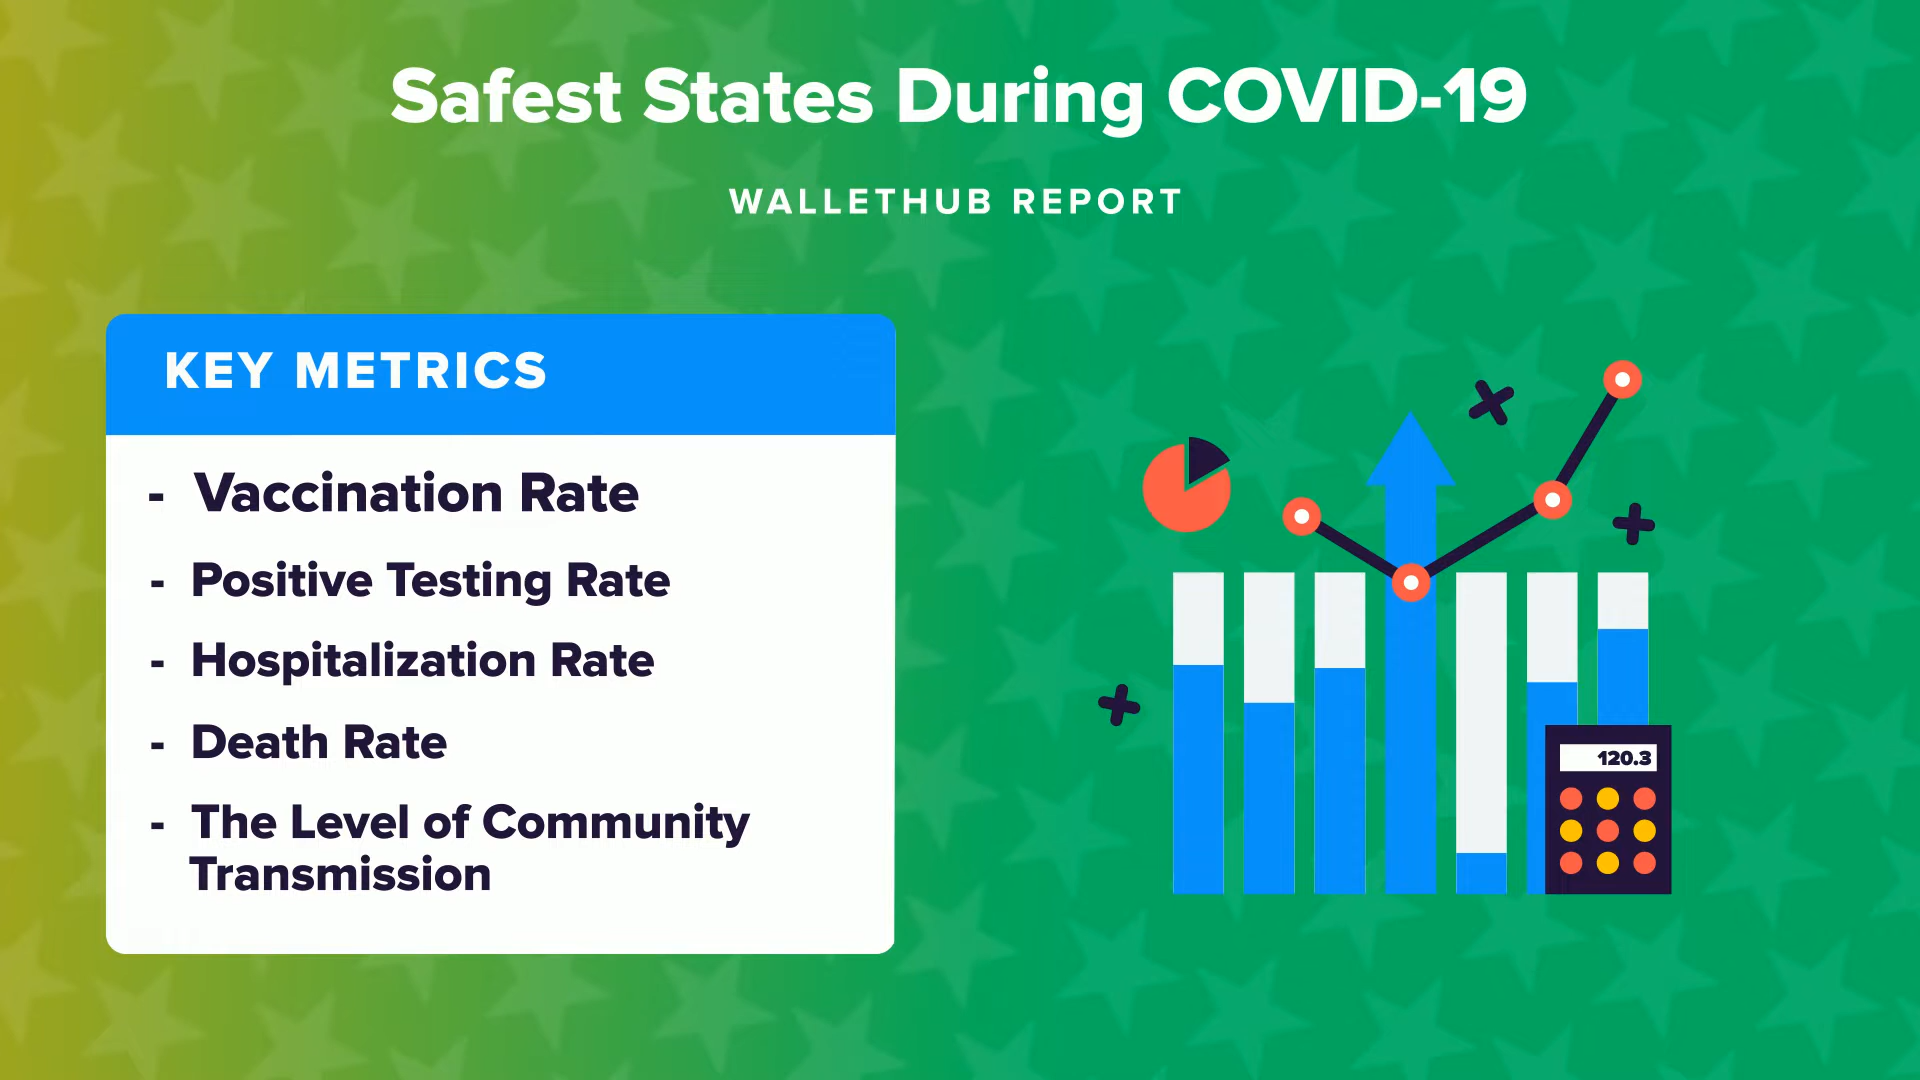 Safest States During COVID-19
WALLETHUB REPORT
KEY METRICS
- Vaccination Rate
- Positive Testing Rate
- Hospitalization Rate
- Death Rate
- The Level of Community
Transmission
120.3